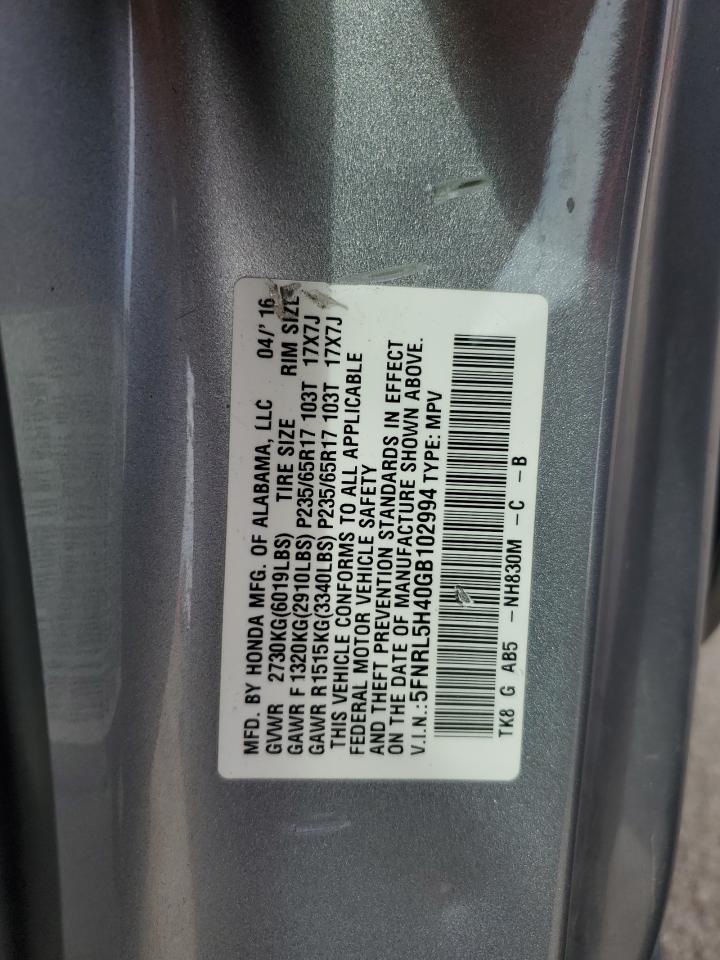 MFD. BY HONDA MFG. OF ALABAMA, LLC 04/' 16
GVWR 2730KG(6019LBS) TIRE SIZE RIM SIZE
GAWR F 1320KG(2910LBS) P235/65R17 103T 17X7J
GAWR R1515KG(3340LBS) P235/65R17 103T 17X7J
THIS VEHICLE CONFORMS TO ALL APPLICABLE
FEDERAL MOTOR VEHICLE SAFETY
AND THEFT PREVENTION STANDARDS IN EFFECT
ON THE DATE OF MANUFACTURE SHOWN ABOVE.
V.I.N.:5FNRL5H40GB102994 TYPE: MPV
TK8 G AB5 -NH830M -C -B